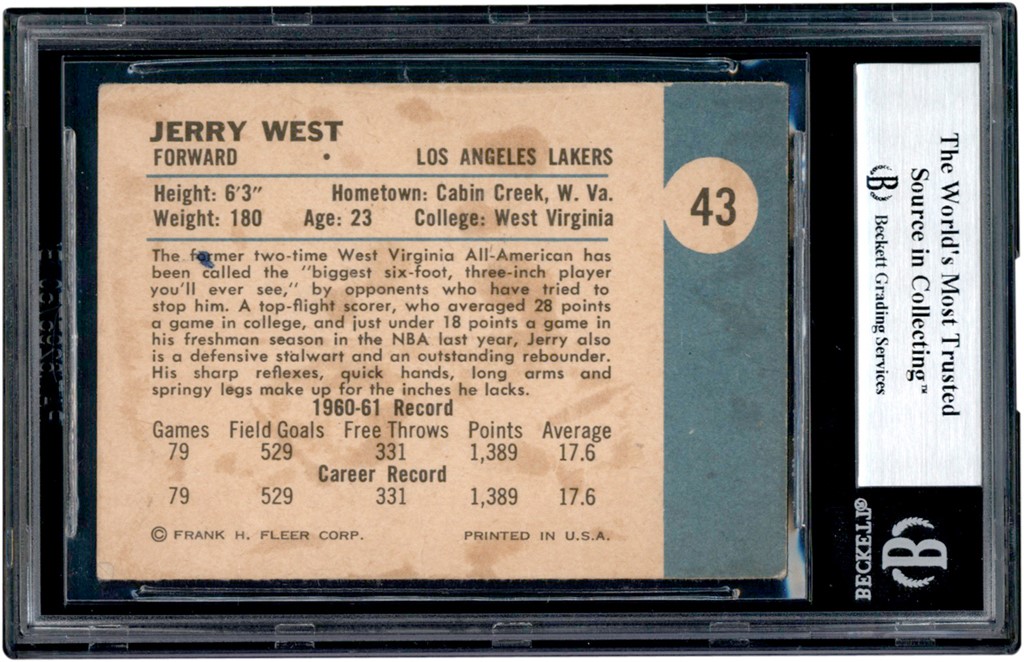 JERRY WEST
FORWARD • LOS ANGELES LAKERS
Height: 6'3" Hometown: Cabin Creek, W. Va.
Weight: 180 Age: 23 College: West Virginia
43
The former two-time West Virginia All-American has
been called the "biggest six-foot, three-inch player
you'll ever see," by opponents who have tried to
stop him. A top-flight scorer, who averaged 28 points
a game in college, and just under 18 points a game in
his freshman season in the NBA last year, Jerry also
is a defensive stalwart and an outstanding rebounder.
His sharp reflexes, quick hands, long arms and
springy legs make up for the inches he lacks.
1960-61 Record
Games Field Goals Free Throws Points Average
79 529 331 1,389 17.6
Career Record
79 529 331 1,389 17.6
© FRANK H. FLEER CORP. PRINTED IN U.S.A.
The World's Most Trusted
Source in Collecting™
B Beckett Grading Services
BECKETT®
B